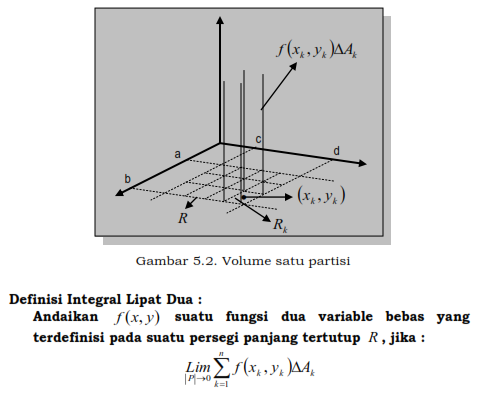 f(x_k, y_k)ΔA_k
c
a
d
b
(x_k, y_k)
R
R_k
Gambar 5.2. Volume satu partisi
Definisi Integral Lipat Dua :
Andaikan f(x, y) suatu fungsi dua variable bebas yang
terdefinisi pada suatu persegi panjang tertutup R , jika :
Lim_{|P|→0} ∑_{k=1}^{n} f(x_k, y_k)ΔA_k